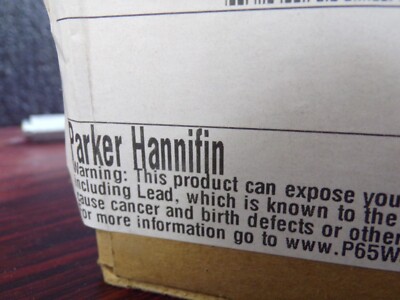 Parker Hannifin
Warning: This product can expose you
including Lead, which is known to the
cause cancer and birth defects or other
for more information go to www.P65W